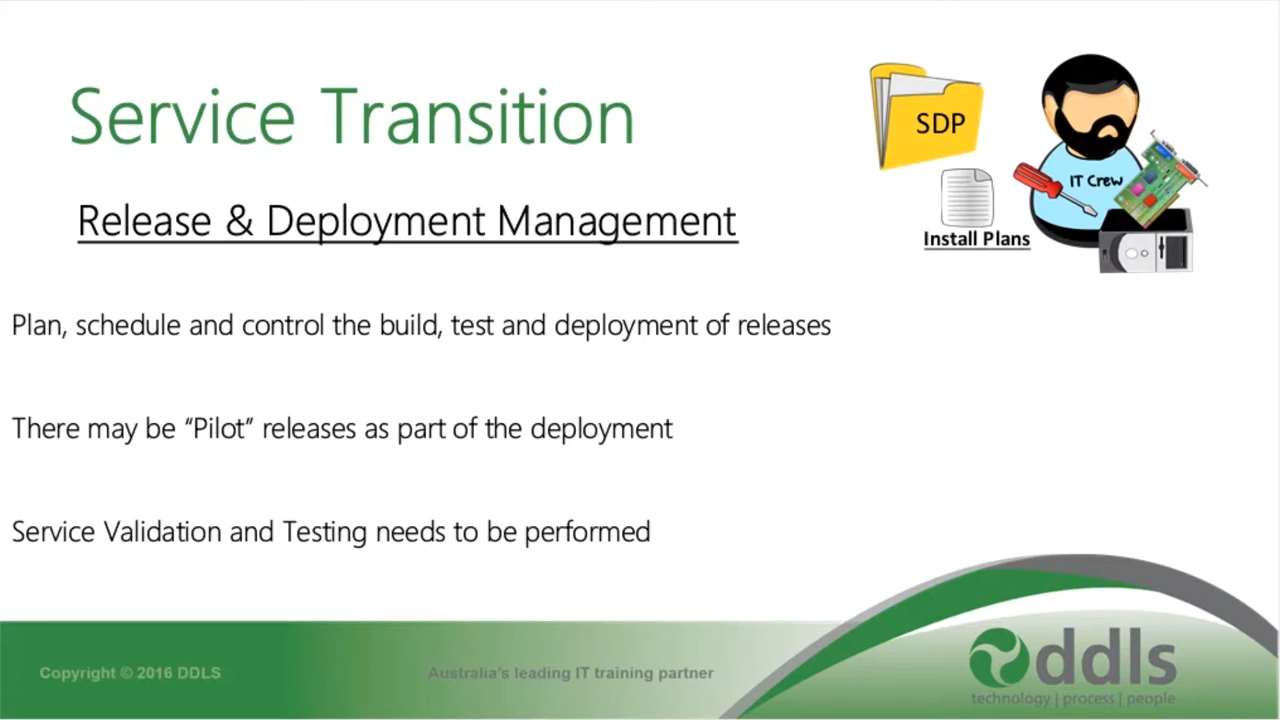 Service Transition
SDP
IT Crew
Install Plans
Release & Deployment Management
Plan, schedule and control the build, test and deployment of releases
There may be “Pilot” releases as part of the deployment
Service Validation and Testing needs to be performed
Copyright © 2016 DDLS
Australia's leading IT training partner
ddls
technology | process | people